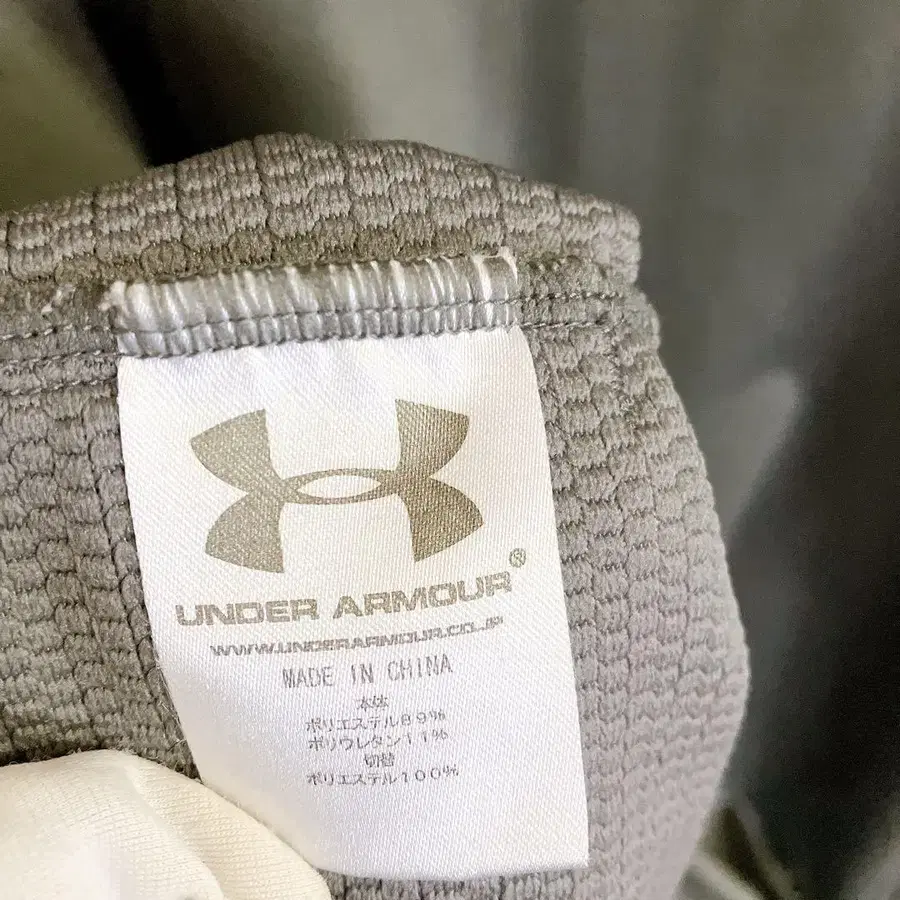 UNDER ARMOUR®
WWW.UNDERARMOUR.CO.JP
MADE IN CHINA
本体
ポリエステル89%
ポリウレタン11%
切替
ポリエステル100%